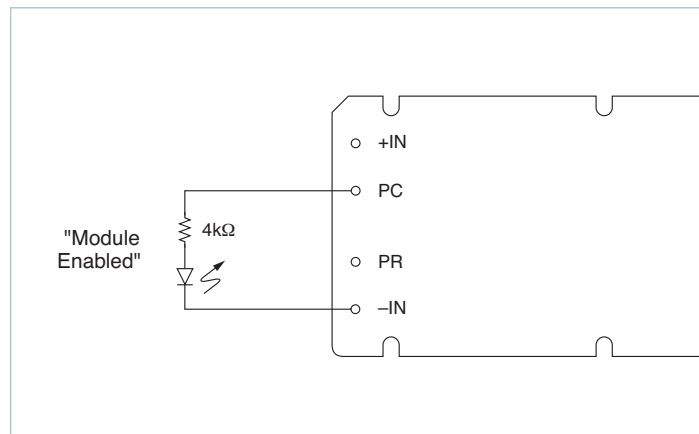 +IN
PC
4kΩ
"Module
Enabled"
PR
–IN